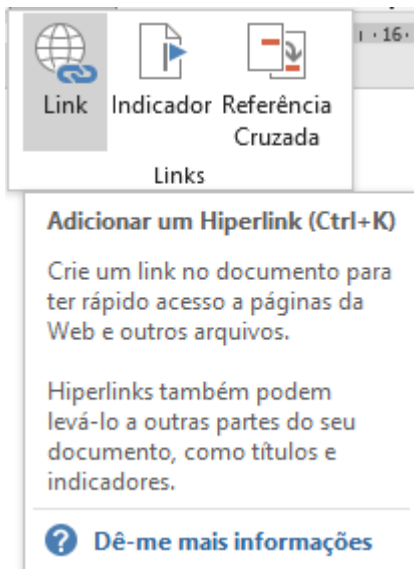 Link Indicador Referência
Cruzada
Links
16
Adicionar um Hiperlink (Ctrl+K)
Crie um link no documento para
ter rápido acesso a páginas da
Web e outros arquivos.
Hiperlinks também podem
levá-lo a outras partes do seu
documento, como títulos e
indicadores.
? Dê-me mais informações